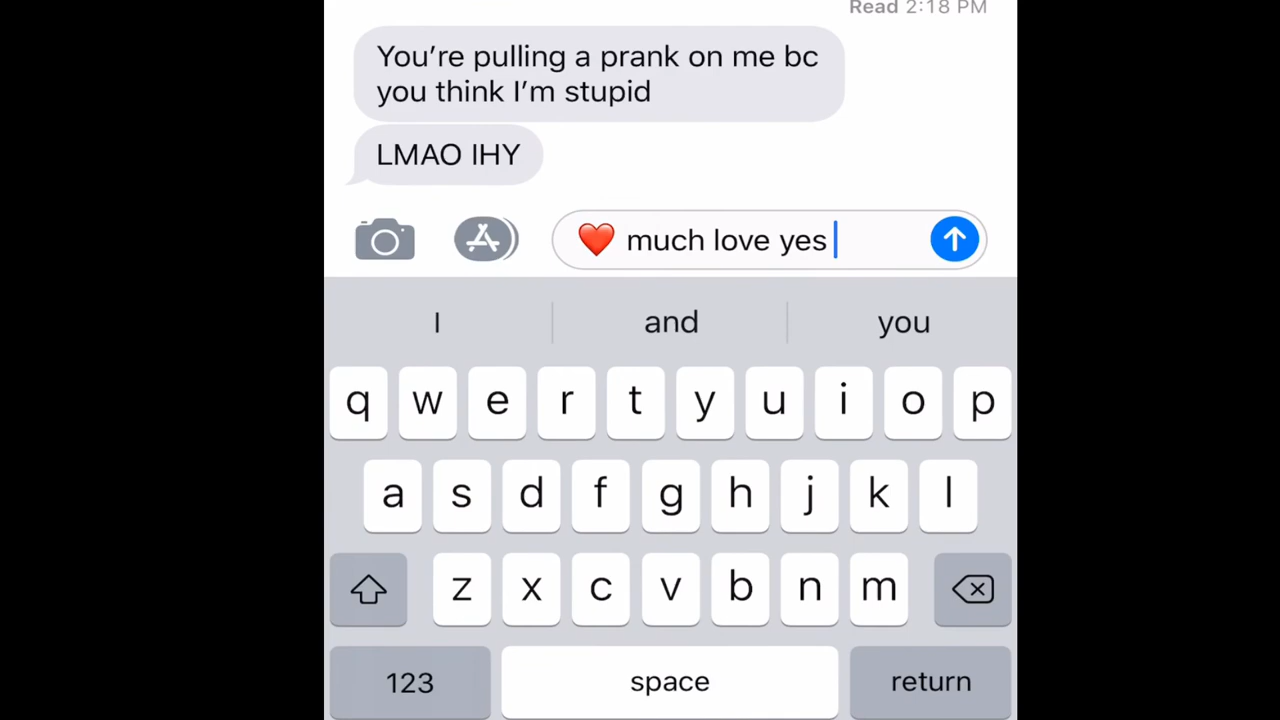 Read 2:18 PM
You’re pulling a prank on me bc
you think I’m stupid
LMAO IHY
❤️ much love yes
I and you
q w e r t y u i o p
a s d f g h j k l
z x c v b n m
123 space return